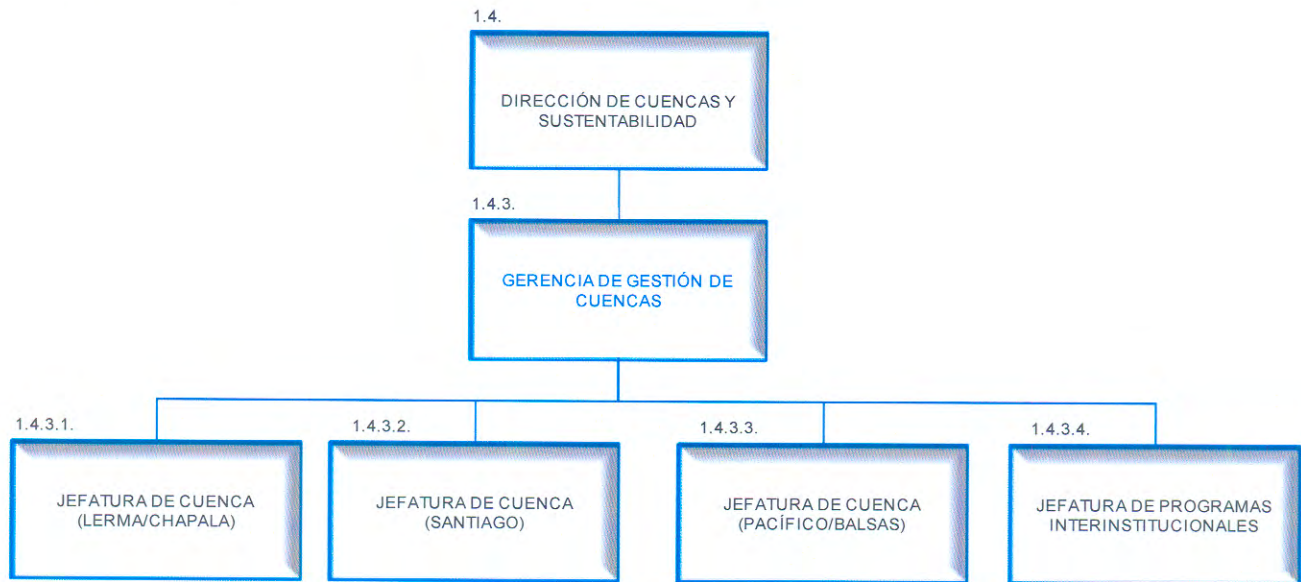 1.4.
DIRECCIÓN DE CUENCAS Y
SUSTENTABILIDAD
1.4.3.
GERENCIA DE GESTIÓN DE
CUENCAS
1.4.3.1.
JEFATURA DE CUENCA
(LERMA/CHAPALA)
1.4.3.2.
JEFATURA DE CUENCA
(SANTIAGO)
1.4.3.3.
JEFATURA DE CUENCA
(PACÍFICO/BALSAS)
1.4.3.4.
JEFATURA DE PROGRAMAS
INTERINSTITUCIONALES